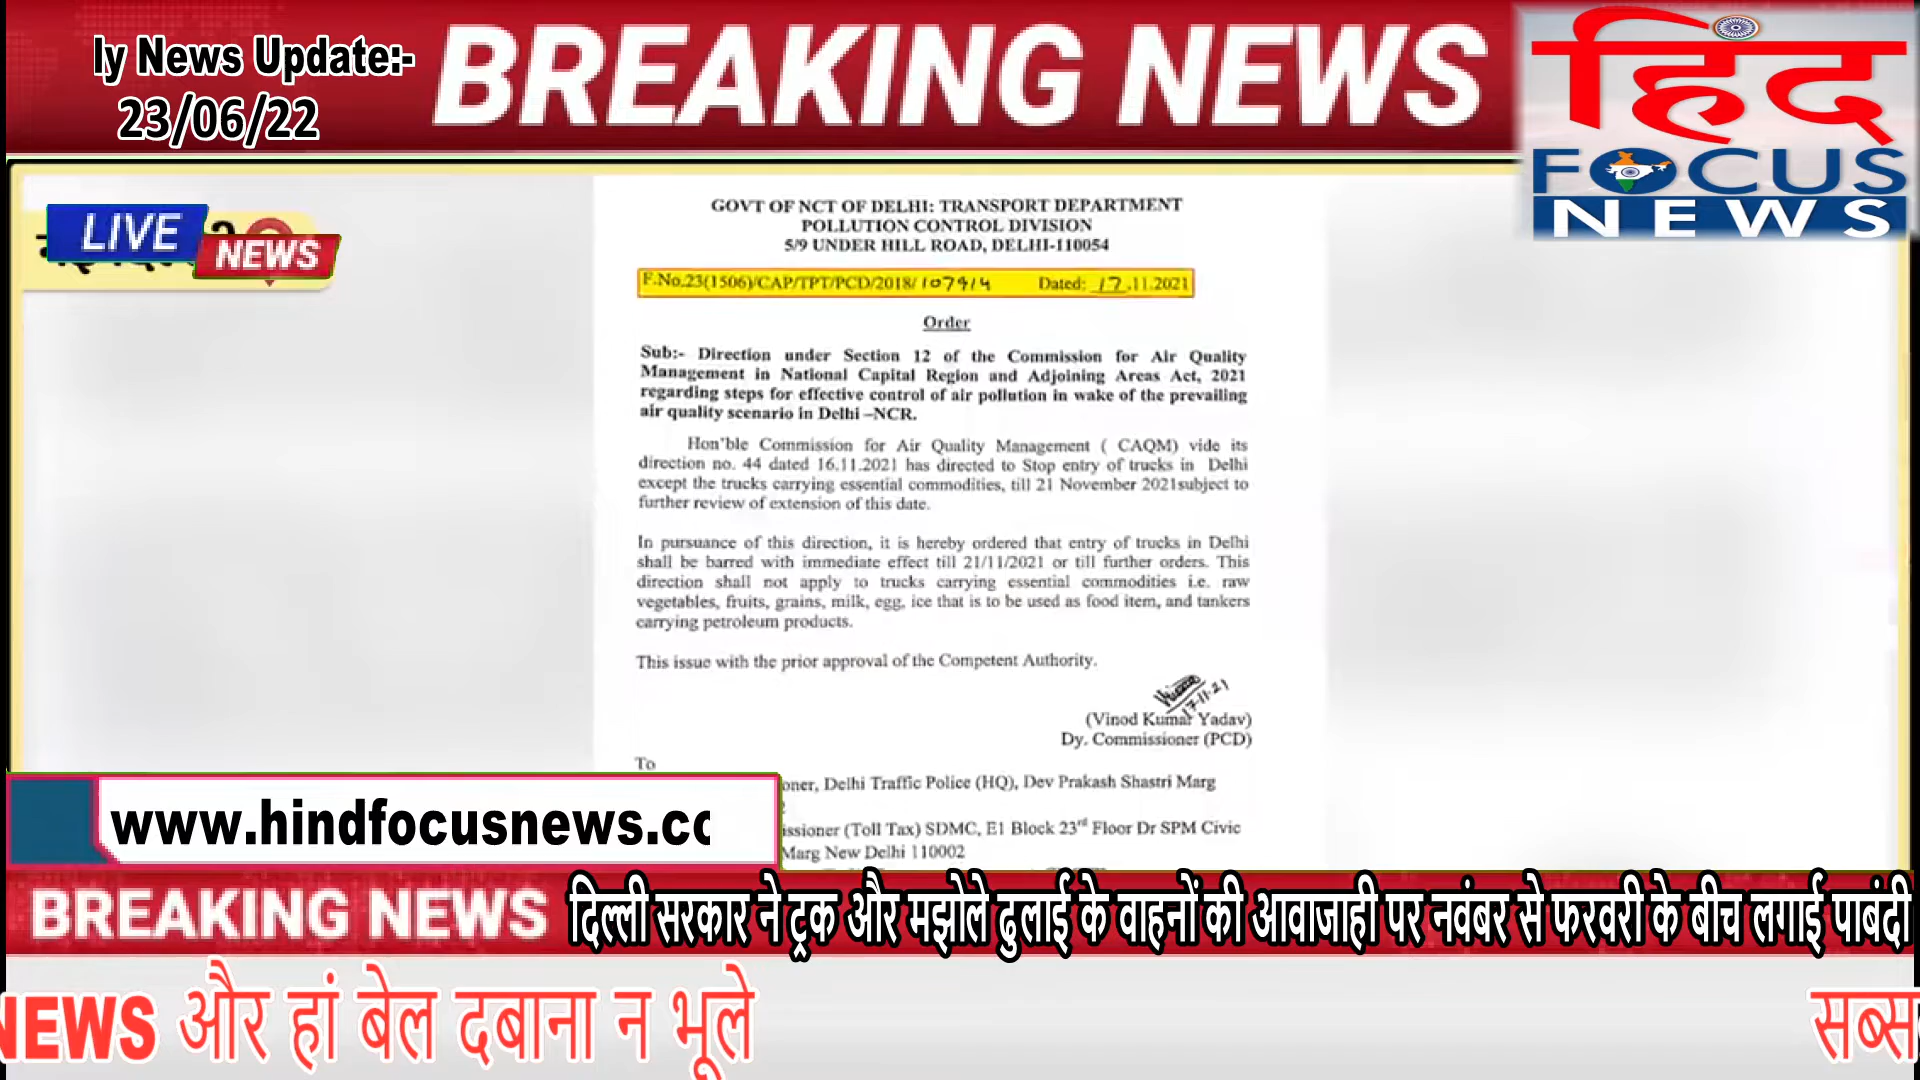 ly News Update:-
23/06/22
BREAKING NEWS
हिंद
FOCUS
NEWS
LIVE
NEWS
GOVT OF NCT OF DELHI: TRANSPORT DEPARTMENT
POLLUTION CONTROL DIVISION
5/9 UNDER HILL ROAD, DELHI-110054
F.No.23(1506)/CAP/TPT/PCD/2018/107914 Dated: 17.11.2021
Order
Sub:- Direction under Section 12 of the Commission for Air Quality
Management in National Capital Region and Adjoining Areas Act, 2021
regarding steps for effective control of air pollution in wake of the prevailing
air quality scenario in Delhi –NCR.
Hon'ble Commission for Air Quality Management ( CAQM) vide its
direction no. 44 dated 16.11.2021 has directed to Stop entry of trucks in Delhi
except the trucks carrying essential commodities, till 21 November 2021subject to
further review of extension of this date.
In pursuance of this direction, it is hereby ordered that entry of trucks in Delhi
shall be barred with immediate effect till 21/11/2021 or till further orders. This
direction shall not apply to trucks carrying essential commodities i.e. raw
vegetables, fruits, grains, milk, egg, ice that is to be used as food item, and tankers
carrying petroleum products.
This issue with the prior approval of the Competent Authority.
17-11-21
(Vinod Kumar Yadav)
Dy. Commissioner (PCD)
To
oner, Delhi Traffic Police (HQ), Dev Prakash Shastri Marg
issioner (Toll Tax) SDMC, E1 Block 23rd Floor Dr SPM Civic
Marg New Delhi 110002
www.hindfocusnews.cc
BREAKING NEWS दिल्ली सरकार ने ट्रक और मझोले ढुलाई के वाहनों की आवाजाही पर नवंबर से फरवरी के बीच लगाई पाबंदी
NEWS और हां बेल दबाना न भूले सब्स